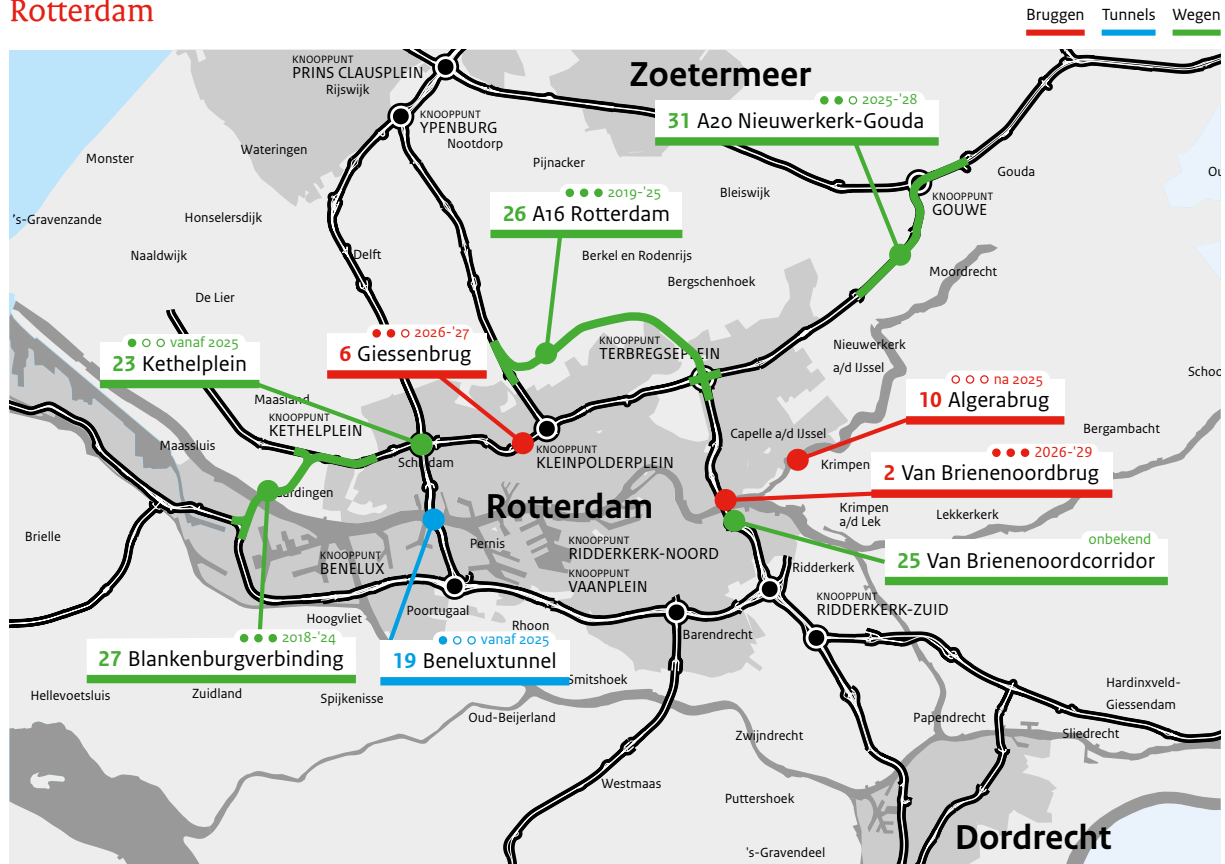 Rotterdam
Bruggen Tunnels Wegen
KNOOPPUNT
PRINS CLAUSPLEIN
Rijswijk
Zoetermeer
2025-'28
31 A20 Nieuwerkerk-Gouda
KNOOPPUNT
YPENBURG
Nootdorp
Monster
Wateringen
Pijnacker
Bleiswijk
Gouda
KNOOPPUNT
GOUWE
2019-'25
26 A16 Rotterdam
's-Gravenzande
Honselersdijk
Naaldwijk
Delft
Berkel en Rodenrijs
Bergschenhoek
Moordrecht
De Lier
vanaf 2025
23 Kethelplein
2026-'27
6 Giessenbrug
KNOOPPUNT
TERBREGSEPLEIN
Nieuwerkerk
a/d IJssel
na 2025
10 Algerabrug
Maasland
KNOOPPUNT
KETHELPLEIN
Maassluis
Schiedam
KNOOPPUNT
KLEINPOLDERPLEIN
Capelle a/d IJssel
Krimpen
Bergambacht
2026-'29
2 Van Brienenoordbrug
Rotterdam
Krimpen
a/d Lek
Lekkerkerk
Brielle
Pernis
KNOOPPUNT
RIDDERKERK-NOORD
KNOOPPUNT
BENELUX
KNOOPPUNT
VAANPLEIN
onbekend
25 Van Brienenoordcorridor
Ridderkerk
KNOOPPUNT
RIDDERKERK-ZUID
Poortugaal
Hoogvliet
Rhoon
Barendrecht
2018-'24
27 Blankenburgverbinding
vanaf 2025
19 Beneluxtunnel
Smitshoek
Hellevoetsluis
Zuidland
Spijkenisse
Oud-Beijerland
Zwijndrecht
Papendrecht
Hardinxveld-
Giessendam
Sliedrecht
Westmaas
Puttershoek
Dordrecht
's-Gravendeel